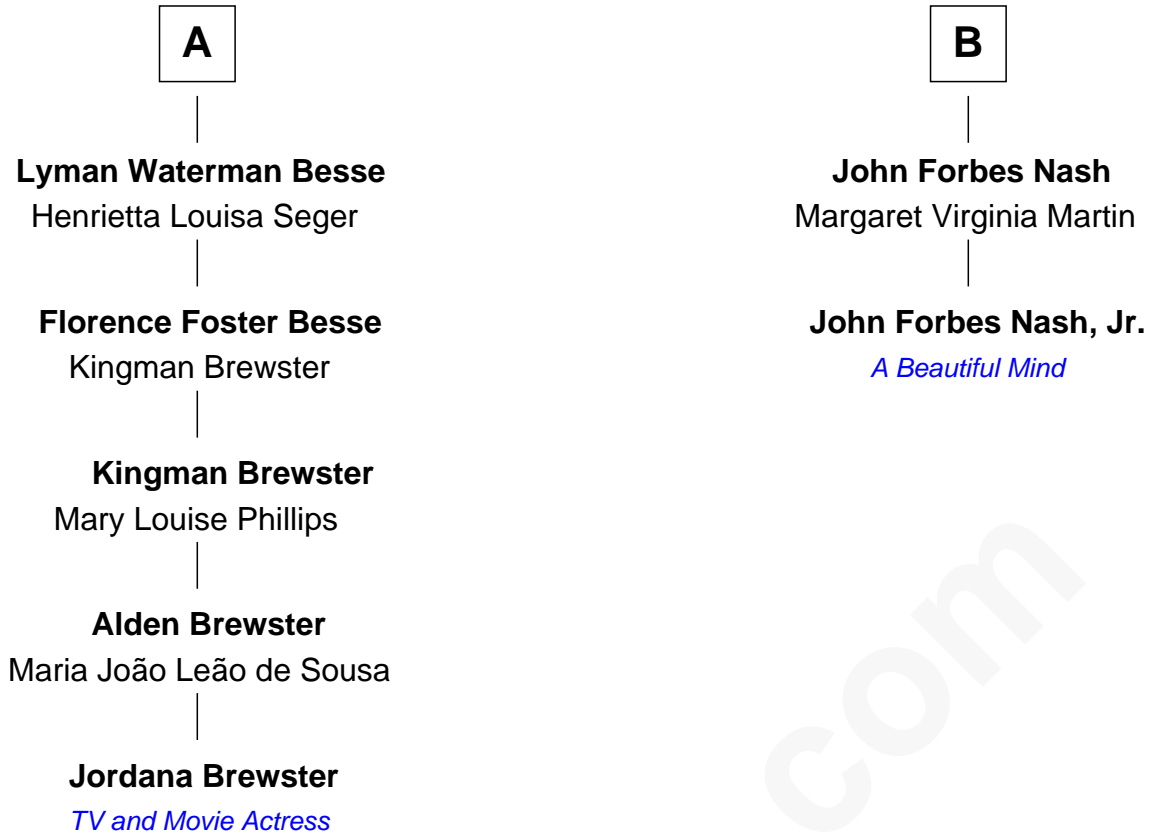 A
Lyman Waterman Besse
Henrietta Louisa Seger
Florence Foster Besse
Kingman Brewster
Kingman Brewster
Mary Louise Phillips
Alden Brewster
Maria João Leão de Sousa
Jordana Brewster
TV and Movie Actress
B
John Forbes Nash
Margaret Virginia Martin
John Forbes Nash, Jr.
A Beautiful Mind
com